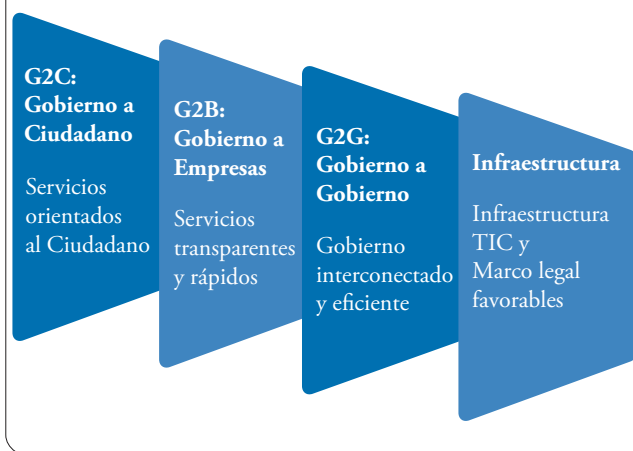 G2C:
Gobierno a
Ciudadano
Servicios
orientados
al Ciudadano
G2B:
Gobierno a
Empresas
Servicios
transparentes
y rápidos
G2G:
Gobierno a
Gobierno
Gobierno
interconectado
y eficiente
Infraestructura
Infraestructura
TIC y
Marco legal
favorables